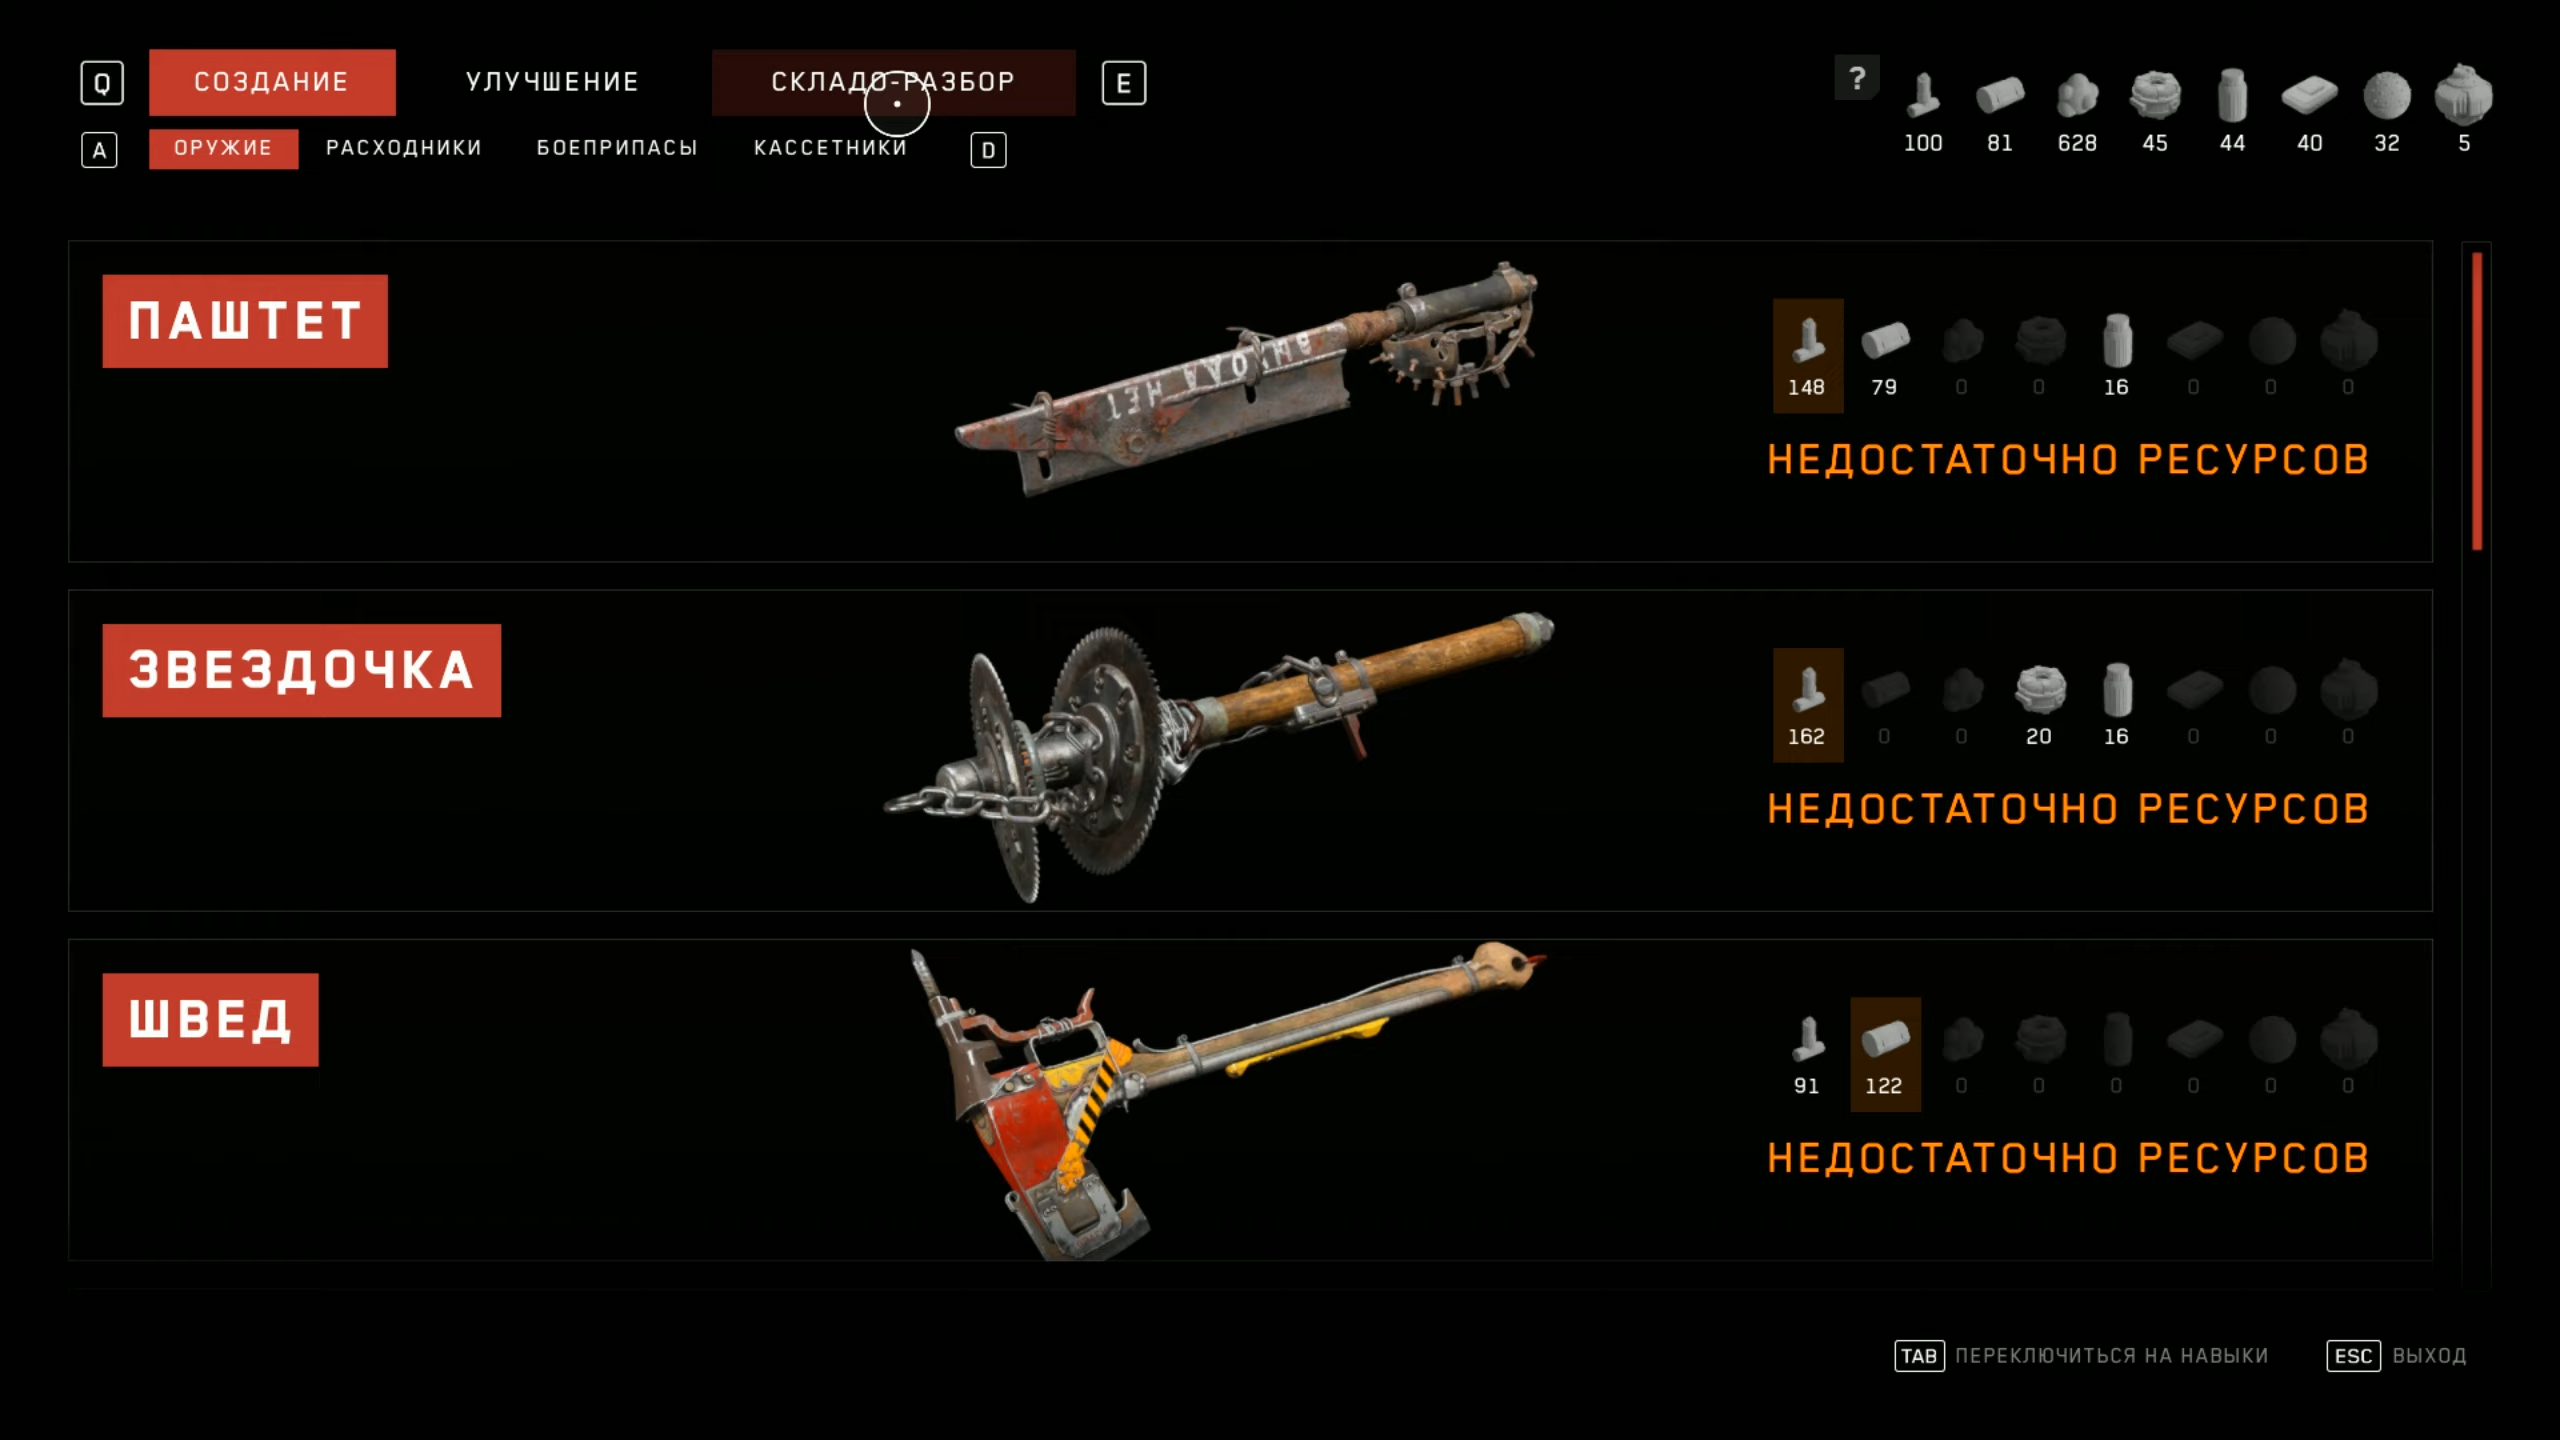 Q СОЗДАНИЕ УЛУЧШЕНИЕ СКЛАДО-РАЗБОР E
A ОРУЖИЕ РАСХОДНИКИ БОЕПРИПАСЫ КАССЕТНИКИ D
?
100 81 628 45 44 40 32 5
ПАШТЕТ
ВЫХОДА НЕТ
148 79 0 0 16 0 0 0
НЕДОСТАТОЧНО РЕСУРСОВ
ЗВЕЗДОЧКА
162 0 0 20 16 0 0 0
НЕДОСТАТОЧНО РЕСУРСОВ
ШВЕД
91 122 0 0 0 0 0 0
НЕДОСТАТОЧНО РЕСУРСОВ
TAB ПЕРЕКЛЮЧИТЬСЯ НА НАВЫКИ ESC ВЫХОД